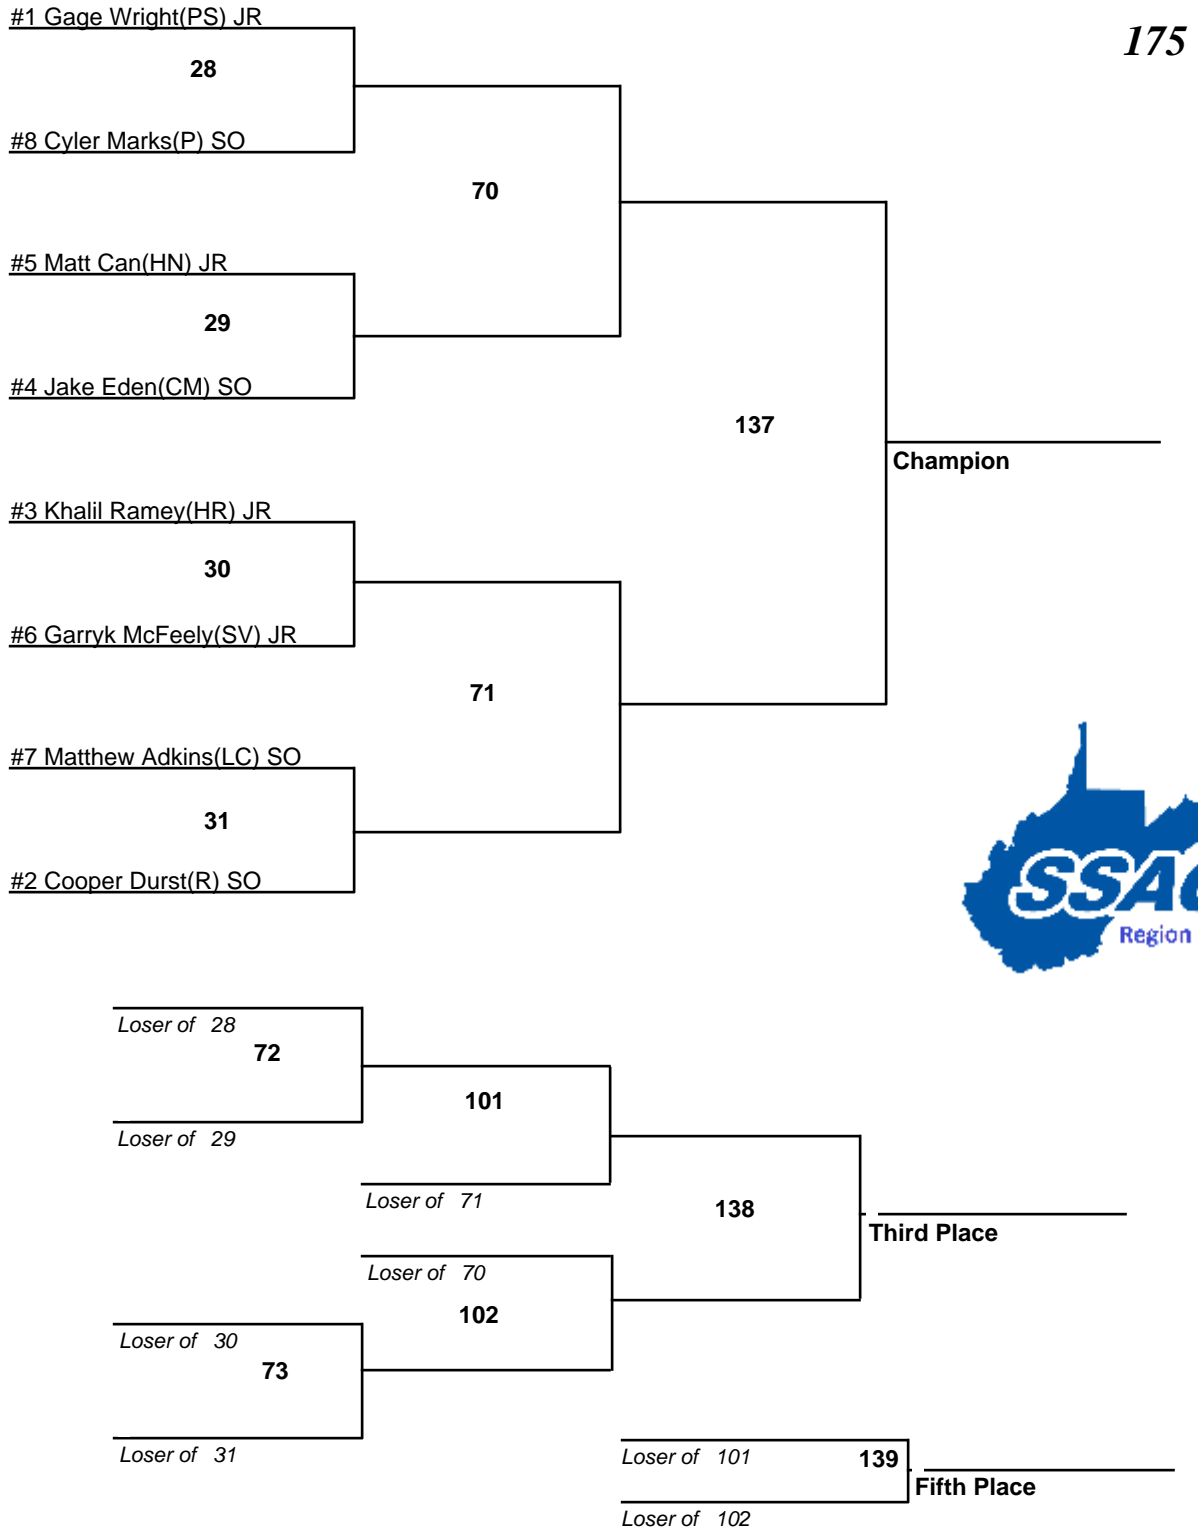 #1 Gage Wright(PS) JR
175
28
#8 Cyler Marks(P) SO
70
#5 Matt Can(HN) JR
29
#4 Jake Eden(CM) SO
137
Champion
#3 Khalil Ramey(HR) JR
30
#6 Garryk McFeely(SV) JR
71
#7 Matthew Adkins(LC) SO
31
#2 Cooper Durst(R) SO
SSAC
Region
Loser of 28
72
101
Loser of 29
Loser of 71
138
Third Place
Loser of 70
102
Loser of 30
73
Loser of 31
Loser of 101
139
Fifth Place
Loser of 102